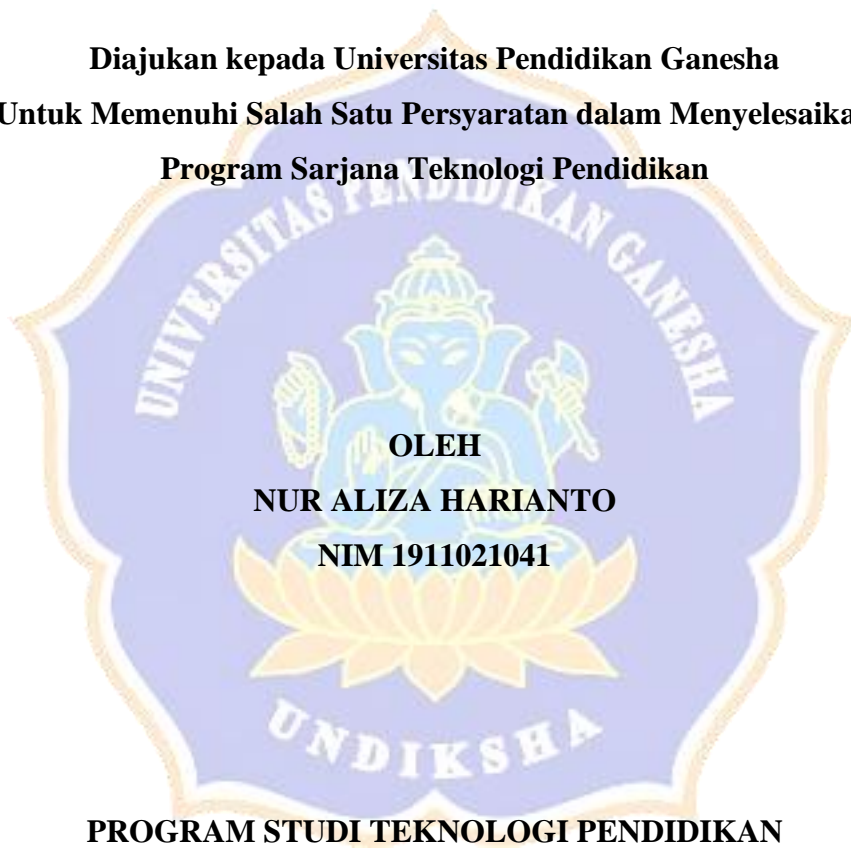 Diajukan kepada Universitas Pendidikan Ganesha
Untuk Memenuhi Salah Satu Persyaratan dalam Menyelesaika
Program Sarjana Teknologi Pendidikan
UNIVERSITAS PENDIDIKAN GANESHA
OLEH
NUR ALIZA HARIANTO
NIM 1911021041
UNDIKSHA
PROGRAM STUDI TEKNOLOGI PENDIDIKAN